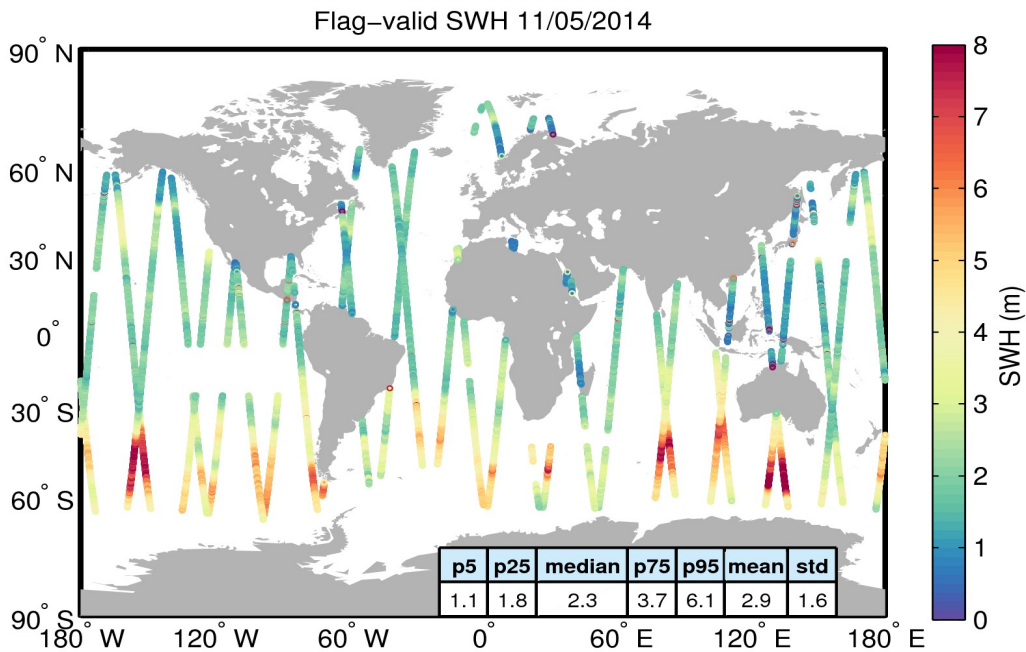 Flag−valid SWH 11/05/2014
90° N
60° N
30° N
0°
30° S
60° S
90° S
180° W
120° W
60° W
0°
60° E
120° E
180° E
p5 p25 median p75 p95 mean std
1.1 1.8 2.3 3.7 6.1 2.9 1.6
8
7
6
5
4
3
2
1
0
SWH (m)